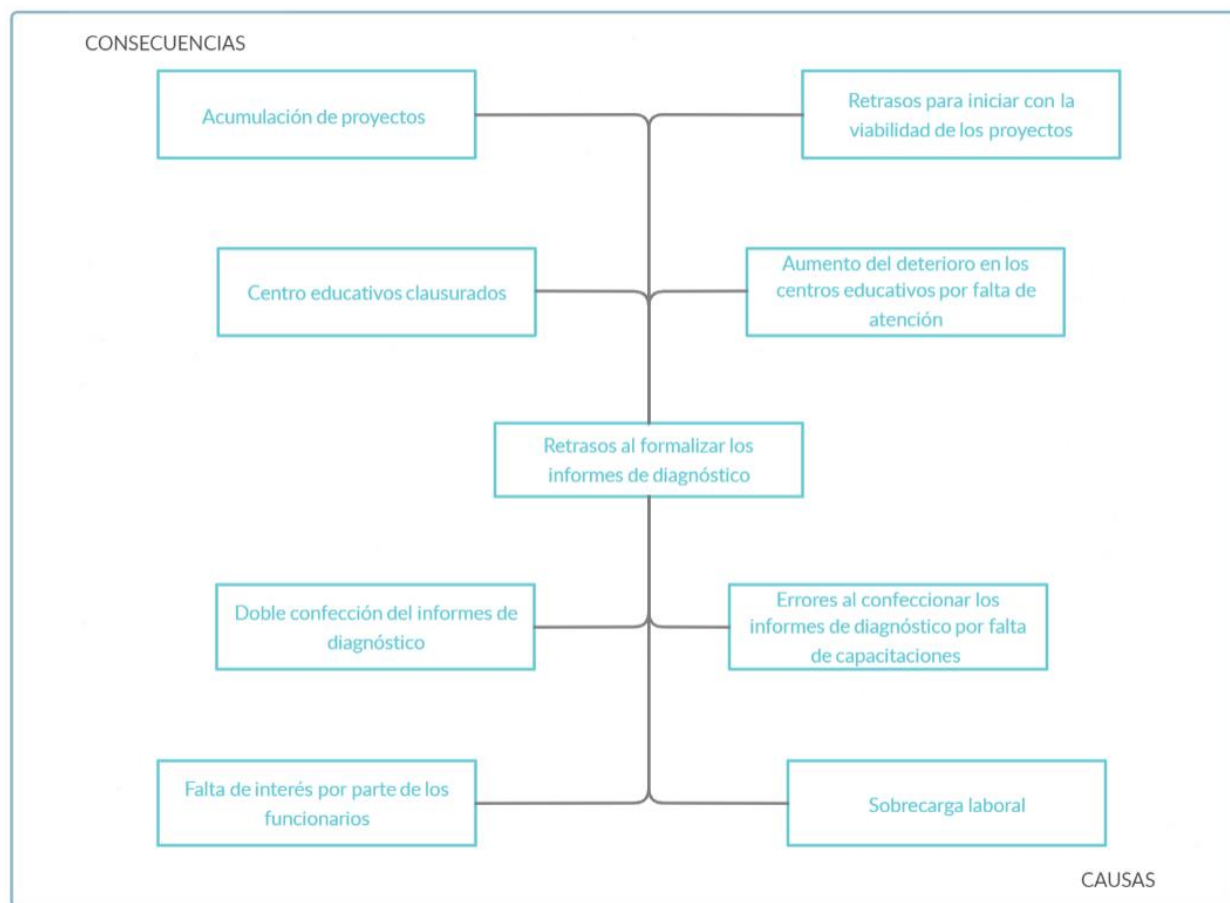 CONSECUENCIAS
Acumulación de proyectos
Retrasos para iniciar con la
viabilidad de los proyectos
Centro educativos clausurados
Aumento del deterioro en los
centros educativos por falta de
atención
Retrasos al formalizar los
informes de diagnóstico
Doble confección del informes de
diagnóstico
Errores al confeccionar los
informes de diagnóstico por falta
de capacitaciones
Falta de interés por parte de los
funcionarios
Sobrecarga laboral
CAUSAS